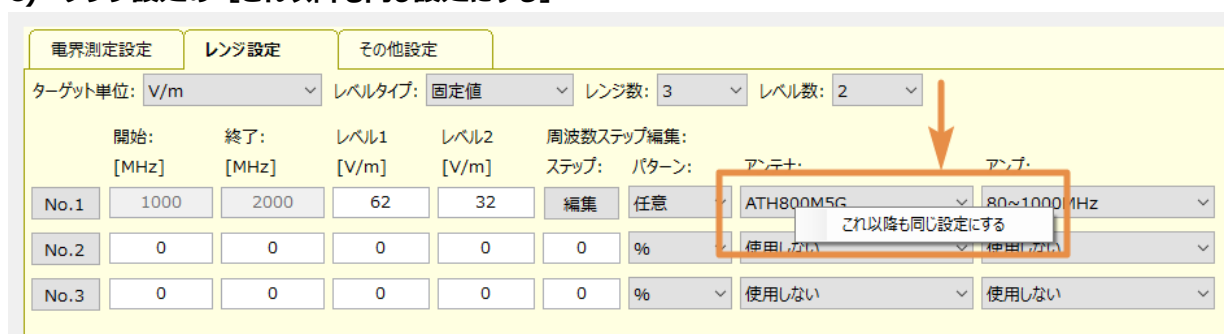 電界測定設定 レンジ設定 その他設定
ターゲット単位: V/m レベルタイプ: 固定値 レンジ数: 3 レベル数: 2
開始: 終了: レベル1 レベル2 周波数ステップ編集:
[MHz] [MHz] [V/m] [V/m] ステップ: パターン: アンテナ: アンプ:
No.1 1000 2000 62 32 編集 任意 ATH800M5G 80~1000MHz
これ以降も同じ設定にする
No.2 0 0 0 0 0 % 使用しない 使用しない
No.3 0 0 0 0 0 % 使用しない 使用しない